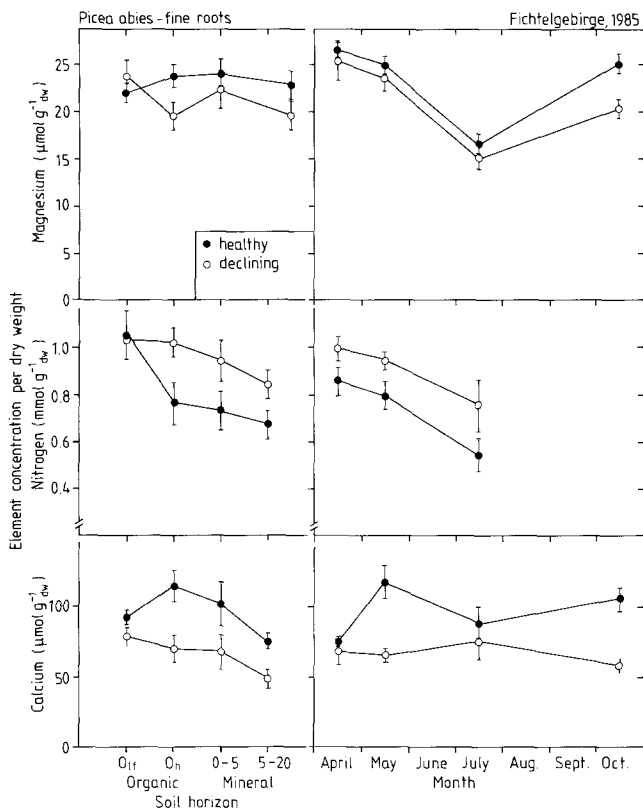 Picea abies - fine roots
Fichtelgebirge, 1985
Element concentration per dry weight
Magnesium (μmol g⁻¹dw)
25
20
15
10
5
0
healthy
declining
Nitrogen (mmol g⁻¹dw)
1.0
0.8
0.6
0.4
Calcium (μmol g⁻¹dw)
100
50
0
Olf Oh 0-5 5-20
Organic Mineral
Soil horizon
April May June July Aug. Sept. Oct.
Month